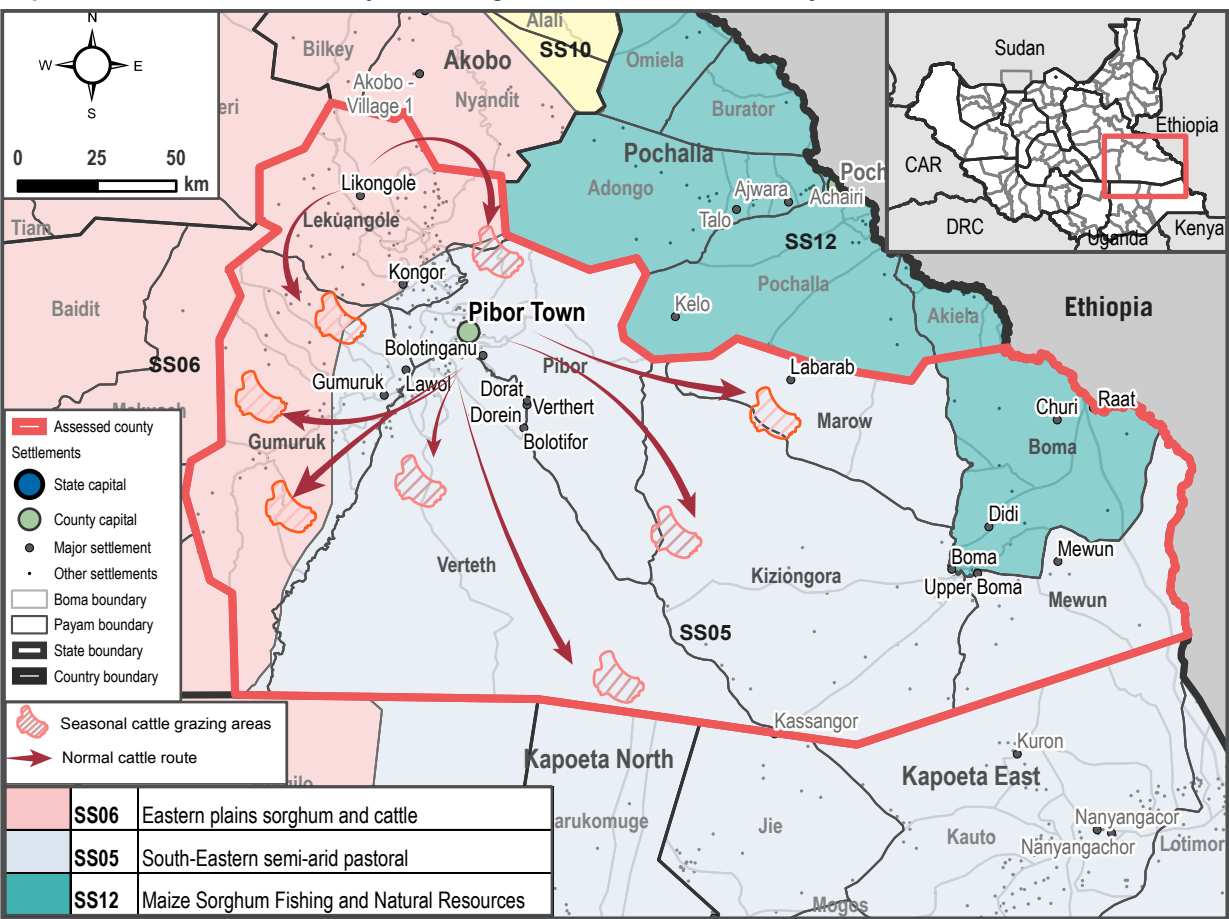 N
W
E
S
0 25 50
km
Bilkey
Akobo
Alali
SS10
Omiela
Akobo -
Village 1
Nyandit
eri
Burator
Sudan
Ethiopia
CAR
DRC
Uganda
Kenya
Pochalla
Poch
Likongole
Adongo
Ajwara
Achairi
Lekuangole
Talo
Tiam
SS12
Kongor
Pochalla
Baidit
Pibor Town
Kelo
Akiela
Ethiopia
Bolotinganu
SS06
Pibor
Labarab
Gumuruk
Lawol
Dorat
Verthert
Dorein
Marow
Churi
Raat
Gumuruk
Bolotifor
Boma
Didi
Verteth
Boma
Mewun
Kiziongora
Upper Boma
Mewun
SS05
Kassangor
Kapoeta North
Kuron
Kapoeta East
arukomuge
Jie
Kauto
Nanyangacor
Nanyangachor
Lotimor
Mogos
Assessed county
Settlements
State capital
County capital
Major settlement
Other settlements
Boma boundary
Payam boundary
State boundary
Country boundary
Seasonal cattle grazing areas
Normal cattle route
SS06 Eastern plains sorghum and cattle
SS05 South-Eastern semi-arid pastoral
SS12 Maize Sorghum Fishing and Natural Resources